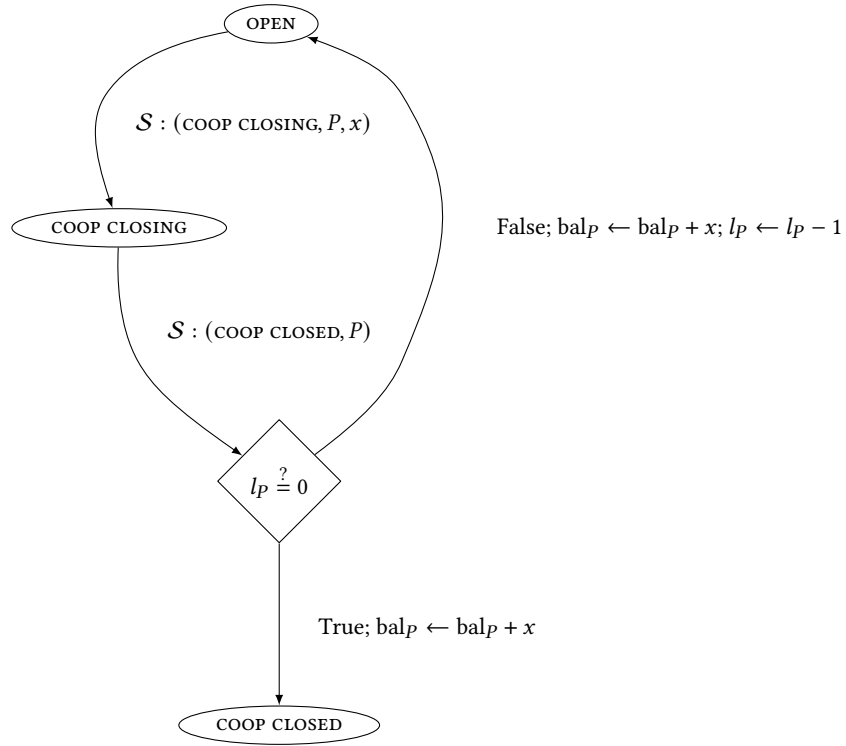 OPEN
𝒮 : (COOP CLOSING, P, x)
COOP CLOSING
False; bal_P ← bal_P + x; l_P ← l_P − 1
𝒮 : (COOP CLOSED, P)
l_P ≟ 0
True; bal_P ← bal_P + x
COOP CLOSED